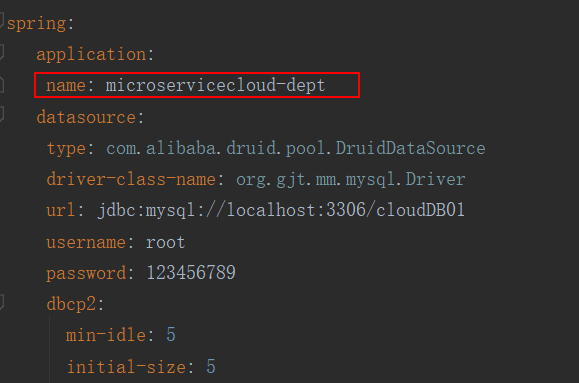 spring:
application:
name: microservicecloud-dept
datasource:
type: com.alibaba.druid.pool.DruidDataSource
driver-class-name: org.gjt.mm.mysql.Driver
url: jdbc:mysql://localhost:3306/cloudDB01
username: root
password: 123456789
dbcp2:
min-idle: 5
initial-size: 5